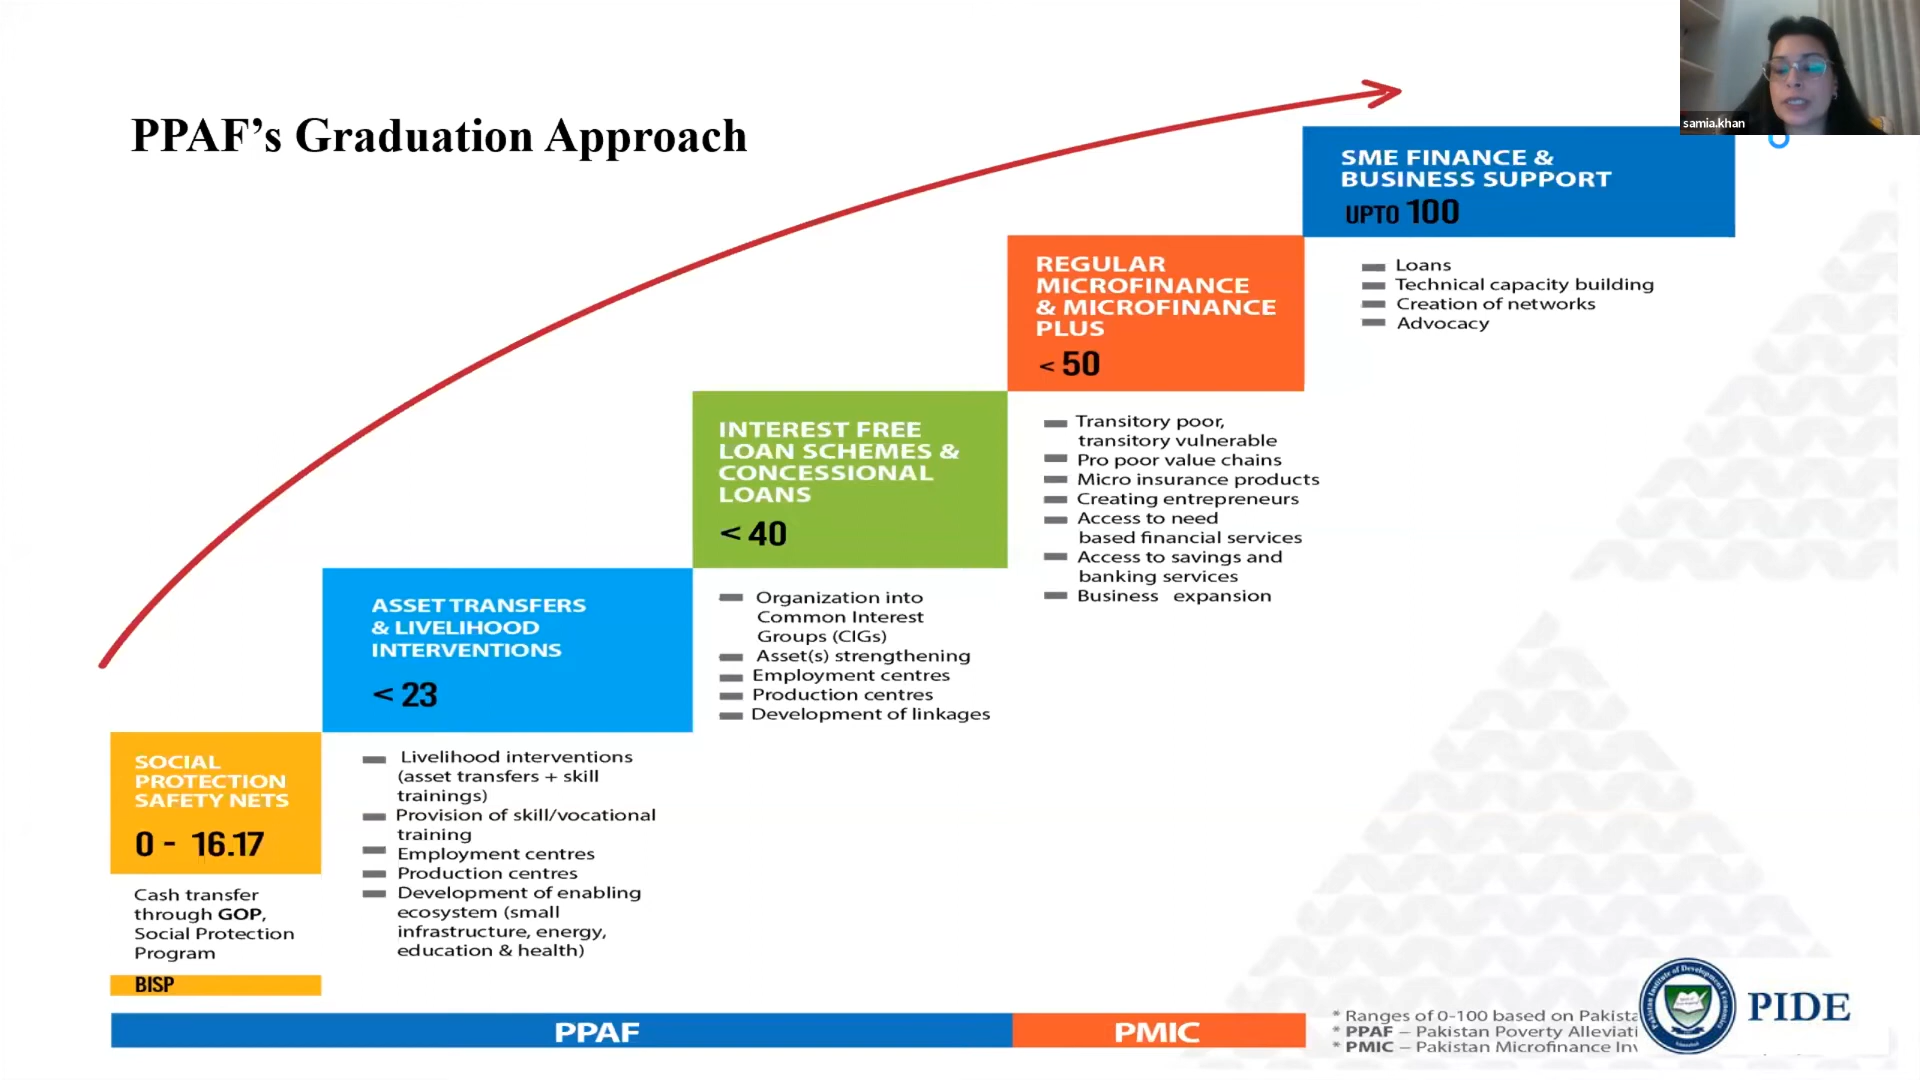 samia.khan
PPAF's Graduation Approach
SME FINANCE &
BUSINESS SUPPORT
UPTO 100
Loans
Technical capacity building
Creation of networks
Advocacy
REGULAR
MICROFINANCE
& MICROFINANCE
PLUS
< 50
Transitory poor,
transitory vulnerable
Pro poor value chains
Micro insurance products
Creating entrepreneurs
Access to need
based financial services
Access to savings and
banking services
Business expansion
INTEREST FREE
LOAN SCHEMES &
CONCESSIONAL
LOANS
< 40
Organization into
Common Interest
Groups (CIGs)
Asset(s) strengthening
Employment centres
Production centres
Development of linkages
ASSET TRANSFERS
& LIVELIHOOD
INTERVENTIONS
< 23
Livelihood interventions
(asset transfers + skill
trainings)
Provision of skill/vocational
training
Employment centres
Production centres
Development of enabling
ecosystem (small
infrastructure, energy,
education & health)
SOCIAL
PROTECTION
SAFETY NETS
0 - 16.17
Cash transfer
through GOP,
Social Protection
Program
BISP
PPAF
PMIC
* Ranges of 0-100 based on
* PPAF – Pakistan Poverty
* PMIC – Pakistan Microfinance
Pakistan Institute of Development Economics
PIDE